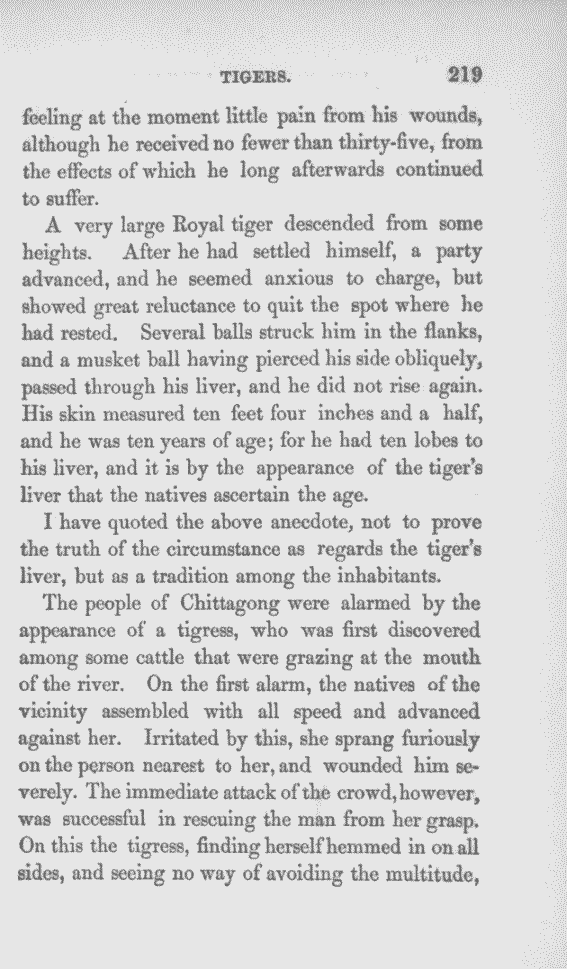 TIGERS. 219
feeling at the moment little pain from his wounds,
although he received no fewer than thirty-five, from
the effects of which he long afterwards continued
to suffer.
A very large Royal tiger descended from some
heights. After he had settled himself, a party
advanced, and he seemed anxious to charge, but
showed great reluctance to quit the spot where he
had rested. Several balls struck him in the flanks,
and a musket ball having pierced his side obliquely,
passed through his liver, and he did not rise again.
His skin measured ten feet four inches and a half,
and he was ten years of age; for he had ten lobes to
his liver, and it is by the appearance of the tiger's
liver that the natives ascertain the age.
I have quoted the above anecdote, not to prove
the truth of the circumstance as regards the tiger's
liver, but as a tradition among the inhabitants.
The people of Chittagong were alarmed by the
appearance of a tigress, who was first discovered
among some cattle that were grazing at the mouth
of the river. On the first alarm, the natives of the
vicinity assembled with all speed and advanced
against her. Irritated by this, she sprang furiously
on the person nearest to her, and wounded him se-
verely. The immediate attack of the crowd, however,
was successful in rescuing the man from her grasp.
On this the tigress, finding herself hemmed in on all
sides, and seeing no way of avoiding the multitude,